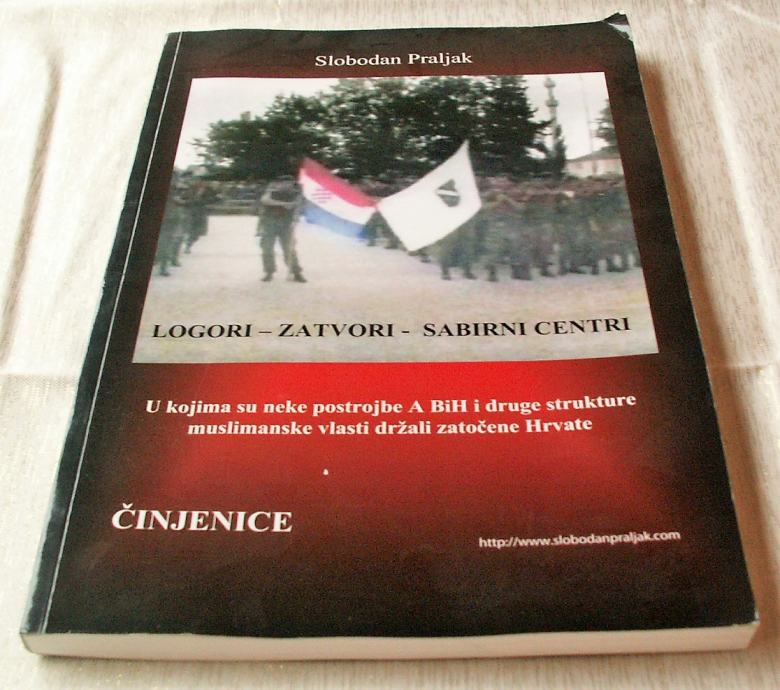 Slobodan Praljak
LOGORI – ZATVORI - SABIRNI CENTRI
U kojima su neke postrojbe A BiH i druge strukture
muslimanske vlasti držali zatočene Hrvate
ČINJENICE
http://www.slobodanpraljak.com